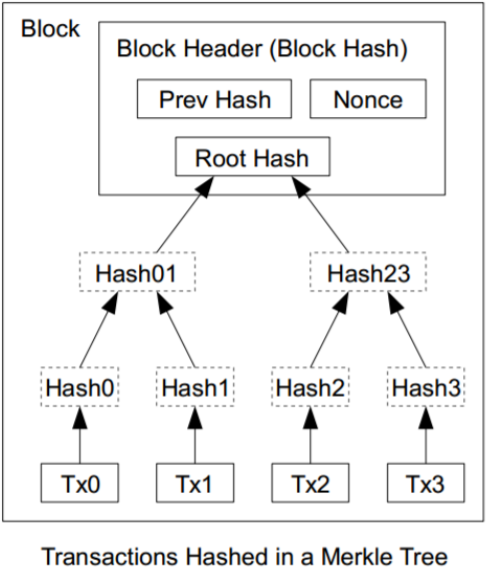 Block
Block Header (Block Hash)
Prev Hash
Nonce
Root Hash
Hash01
Hash23
Hash0
Hash1
Hash2
Hash3
Tx0
Tx1
Tx2
Tx3
Transactions Hashed in a Merkle Tree